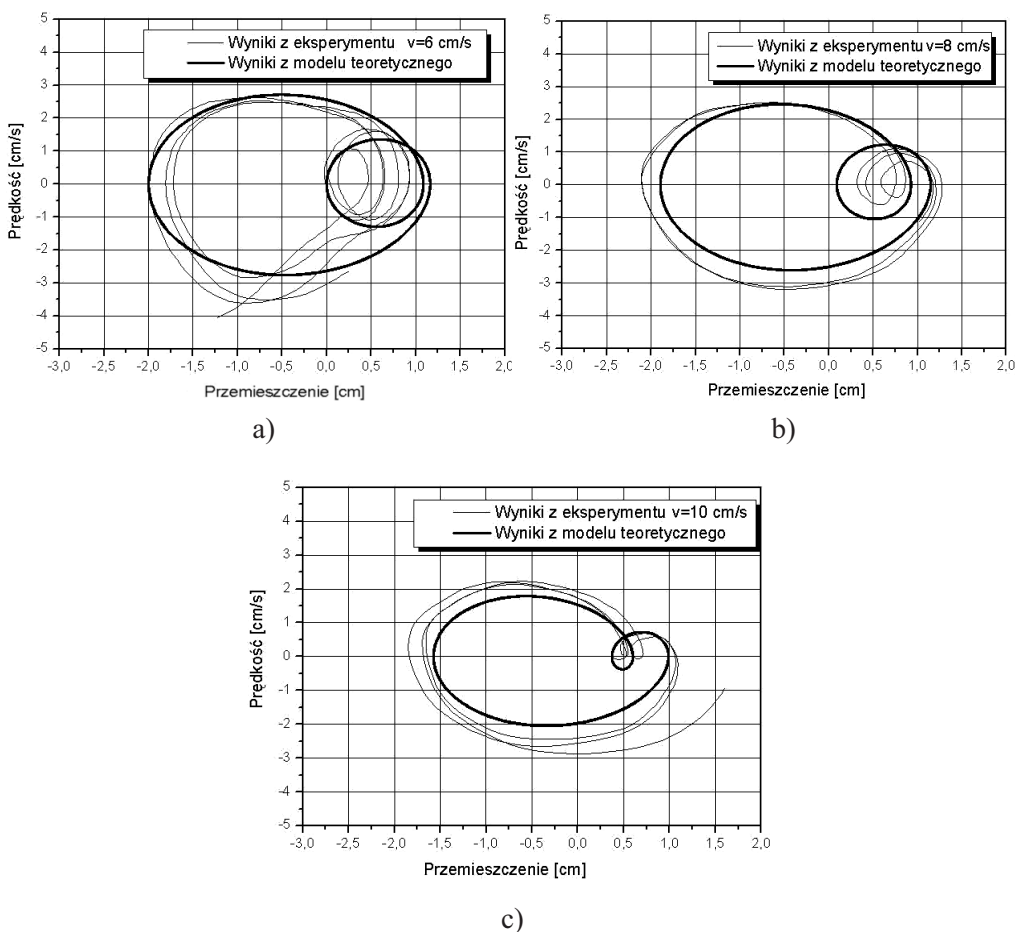 5
4
3
2
1
0
-1
-2
-3
-4
-5
Prędkość [cm/s]
Wyniki z eksperymentu v=6 cm/s
Wyniki z modelu teoretycznego
-3,0 -2,5 -2,0 -1,5 -1,0 -0,5 0,0 0,5 1,0 1,5 2,0
Przemieszczenie [cm]
a)
5
4
3
2
1
0
-1
-2
-3
-4
-5
Prędkość [cm/s]
Wyniki z eksperymentu v=8 cm/s
Wyniki z modelu teoretycznego
-3,0 -2,5 -2,0 -1,5 -1,0 -0,5 0,0 0,5 1,0 1,5 2,0
Przemieszczenie [cm]
b)
5
4
3
2
1
0
-1
-2
-3
-4
-5
Prędkość [cm/s]
Wyniki z eksperymentu v=10 cm/s
Wyniki z modelu teoretycznego
-3,0 -2,5 -2,0 -1,5 -1,0 -0,5 0,0 0,5 1,0 1,5 2,0
Przemieszczenie [cm]
c)